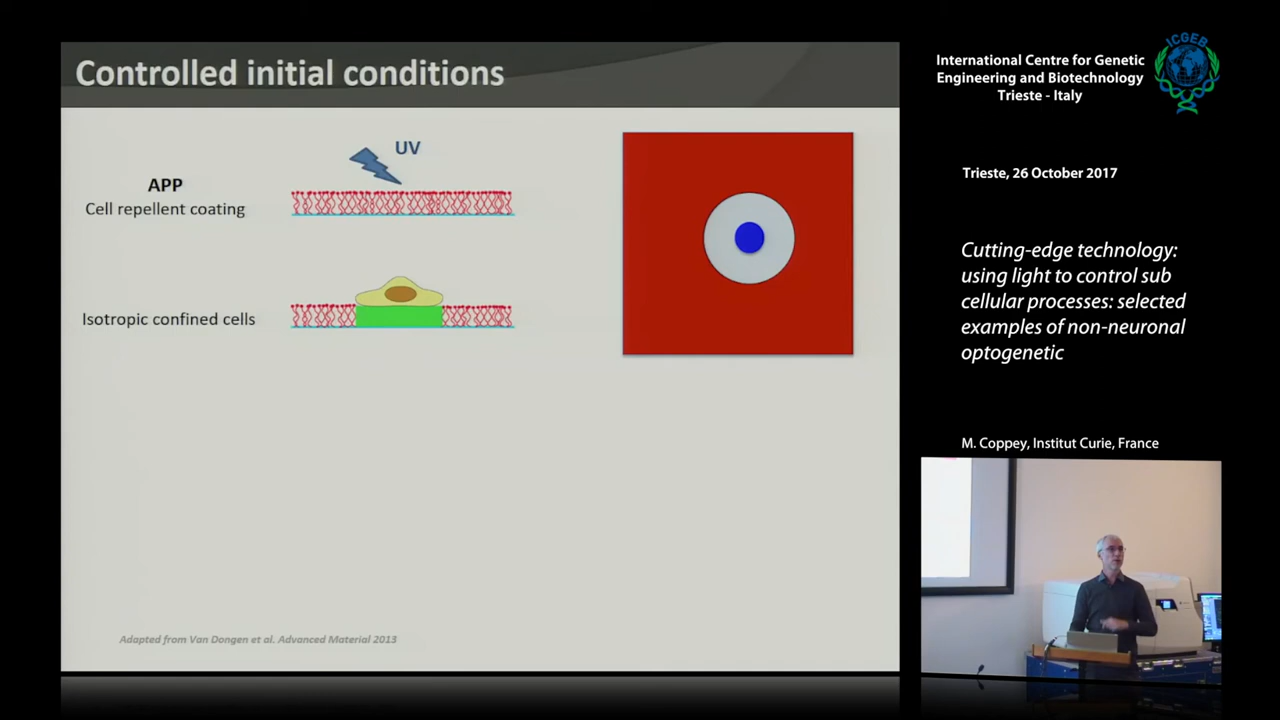 Controlled initial conditions
UV
APP
Cell repellent coating
Isotropic confined cells
Adapted from Van Dongen et al. Advanced Material 2013
International Centre for Genetic
Engineering and Biotechnology
Trieste - Italy
ICGEB
Trieste, 26 October 2017
Cutting-edge technology:
using light to control sub
cellular processes: selected
examples of non-neuronal
optogenetic
M. Coppey, Institut Curie, France